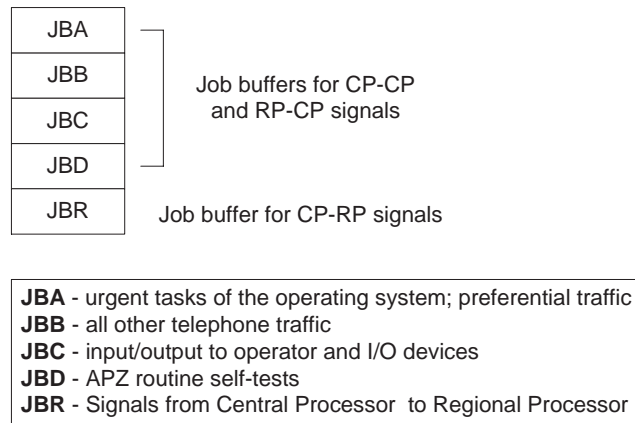 JBA
JBB
JBC
JBD
JBR
Job buffers for CP-CP
and RP-CP signals
Job buffer for CP-RP signals
JBA - urgent tasks of the operating system; preferential traffic
JBB - all other telephone traffic
JBC - input/output to operator and I/O devices
JBD - APZ routine self-tests
JBR - Signals from Central Processor to Regional Processor